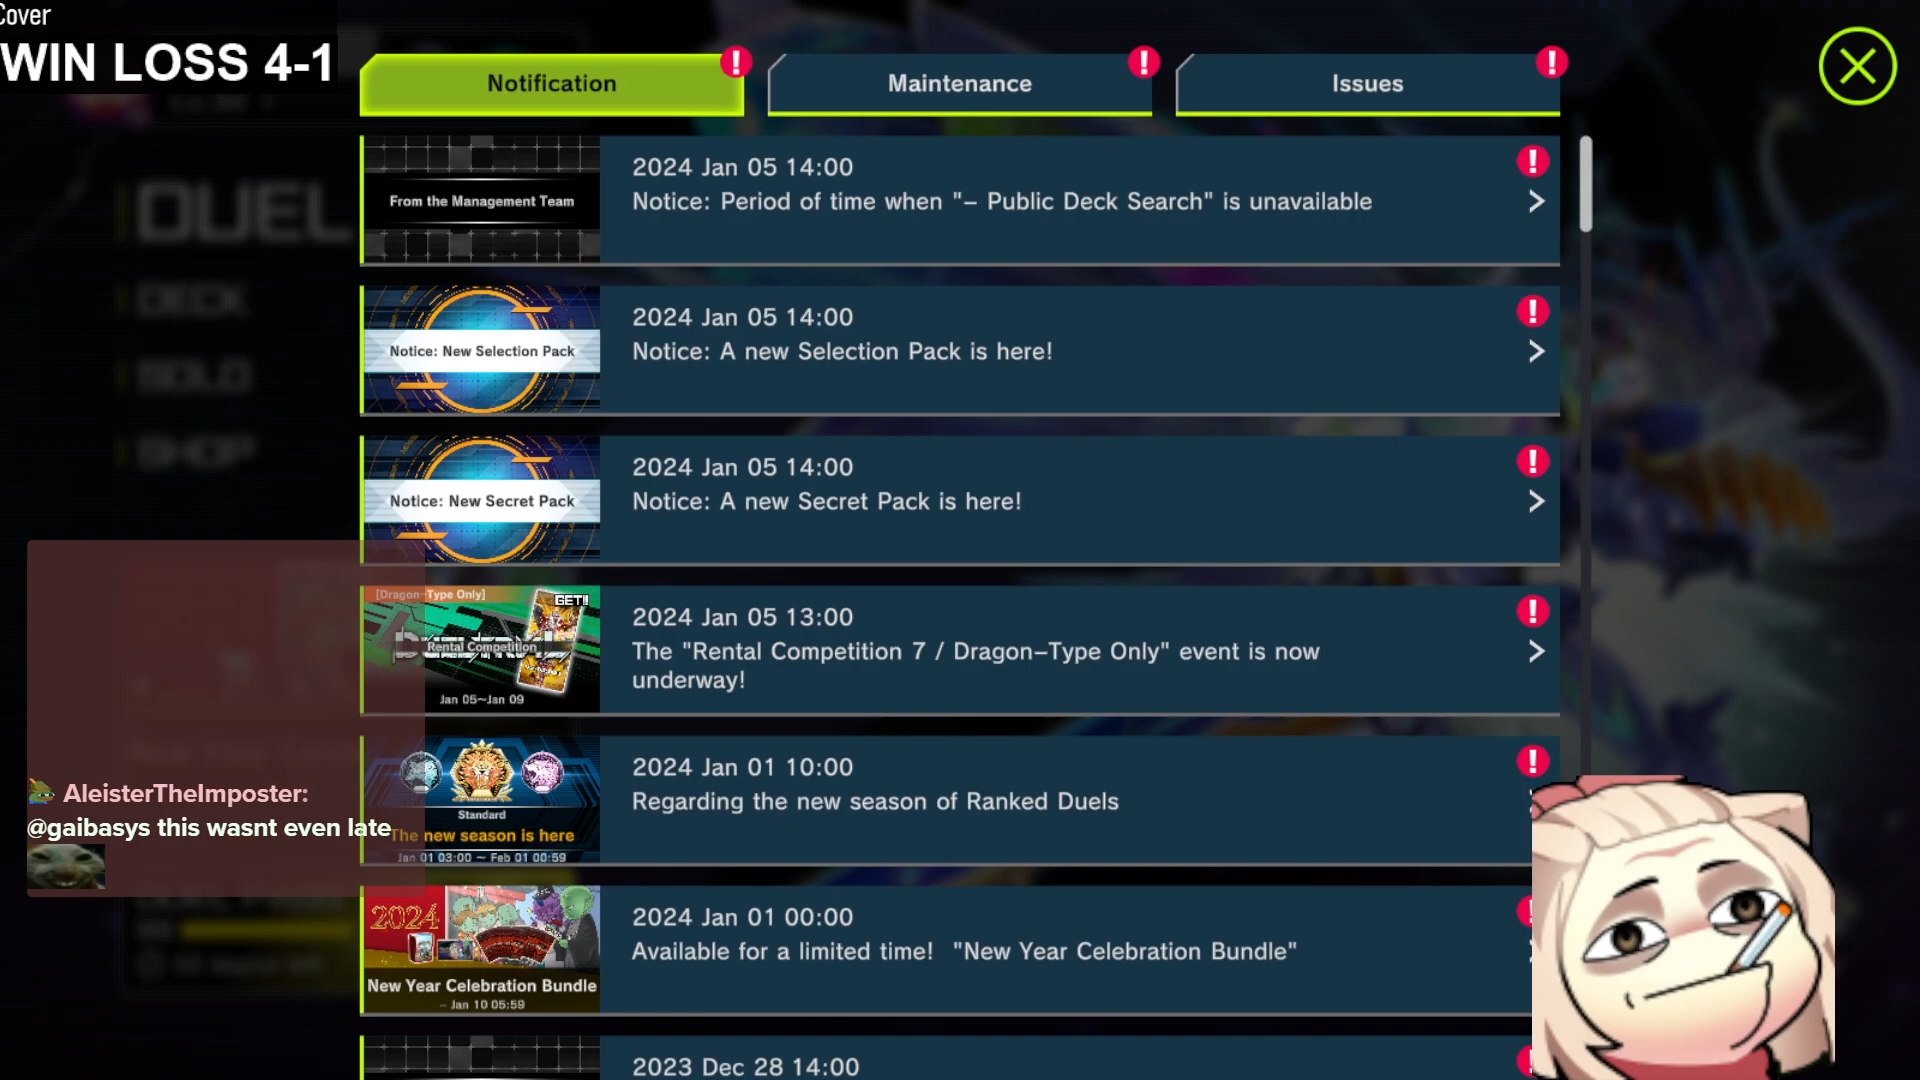 Cover
WIN LOSS 4-1
Notification
Maintenance
Issues
DUEL
DECK
SOLO
SHOP
From the Management Team
2024 Jan 05 14:00
Notice: Period of time when "– Public Deck Search" is unavailable
Notice: New Selection Pack
2024 Jan 05 14:00
Notice: A new Selection Pack is here!
Notice: New Secret Pack
2024 Jan 05 14:00
Notice: A new Secret Pack is here!
[Dragon-Type Only]
GET!!
Rental Competition
Jan 05~Jan 09
2024 Jan 05 13:00
The "Rental Competition 7 / Dragon–Type Only" event is now
underway!
Standard
The new season is here
Jan 01 03:00 ~ Feb 01 00:59
2024 Jan 01 10:00
Regarding the new season of Ranked Duels
AleisterTheImposter:
@gaibasys this wasnt even late
2024
New Year Celebration Bundle
– Jan 10 05:59
2024 Jan 01 00:00
Available for a limited time! "New Year Celebration Bundle"
2023 Dec 28 14:00